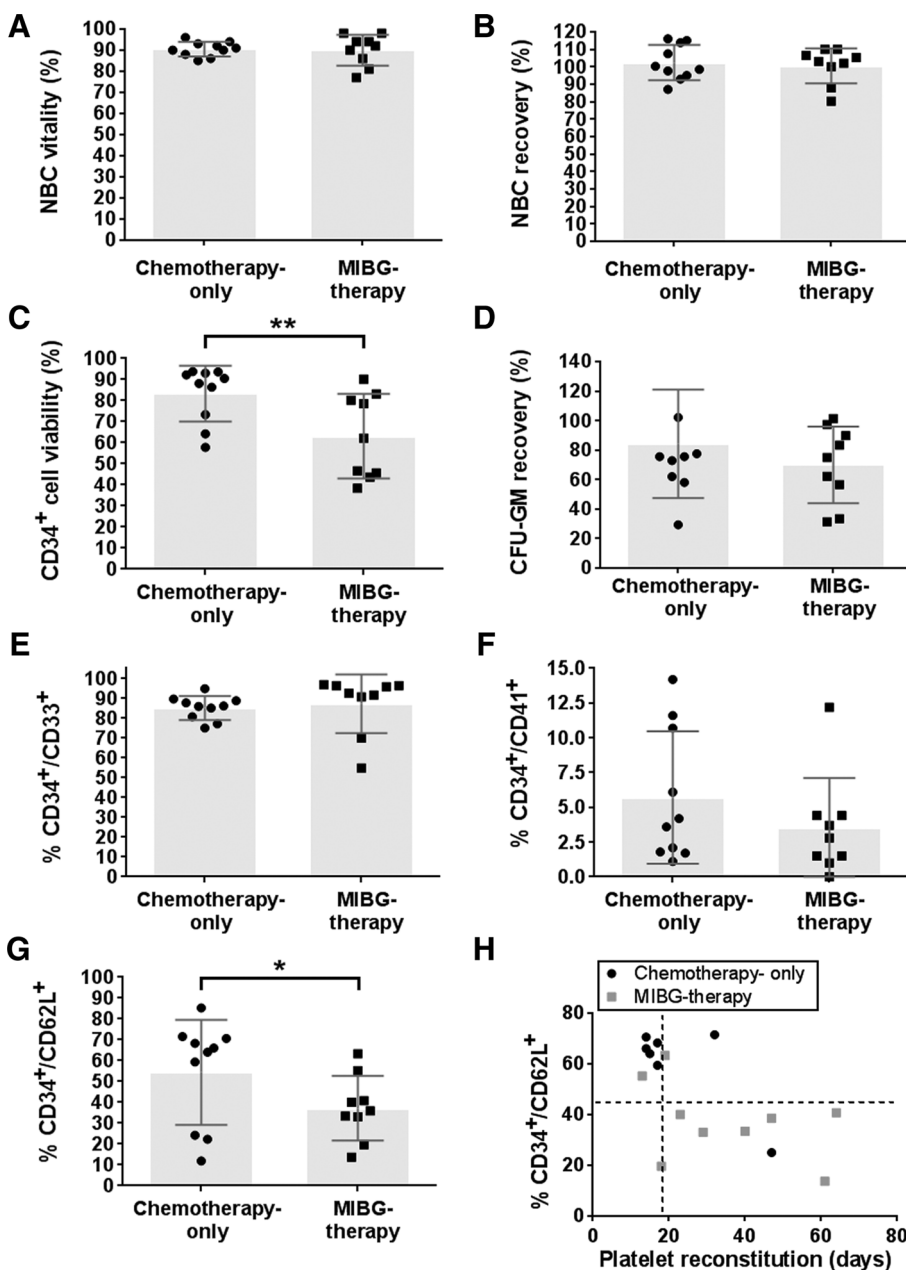 A
NBC vitality (%)
100
90
80
70
60
50
40
30
20
10
0
Chemotherapy-
only
MIBG-
therapy
B
NBC recovery (%)
120
110
100
90
80
70
60
50
40
30
20
10
0
Chemotherapy-
only
MIBG-
therapy
C
**
CD34+ cell viability (%)
100
90
80
70
60
50
40
30
20
10
0
Chemotherapy-
only
MIBG-
therapy
D
CFU-GM recovery (%)
140
120
100
80
60
40
20
0
Chemotherapy-
only
MIBG-
therapy
E
% CD34+/CD33+
100
90
80
70
60
50
40
30
20
10
0
Chemotherapy-
only
MIBG-
therapy
F
% CD34+/CD41+
15.0
12.5
10.0
7.5
5.0
2.5
0.0
Chemotherapy-
only
MIBG-
therapy
G
*
% CD34+/CD62L+
100
90
80
70
60
50
40
30
20
10
0
Chemotherapy-
only
MIBG-
therapy
H
Chemotherapy- only
MIBG-therapy
% CD34+/CD62L+
80
60
40
20
0
0 20 40 60 80
Platelet reconstitution (days)